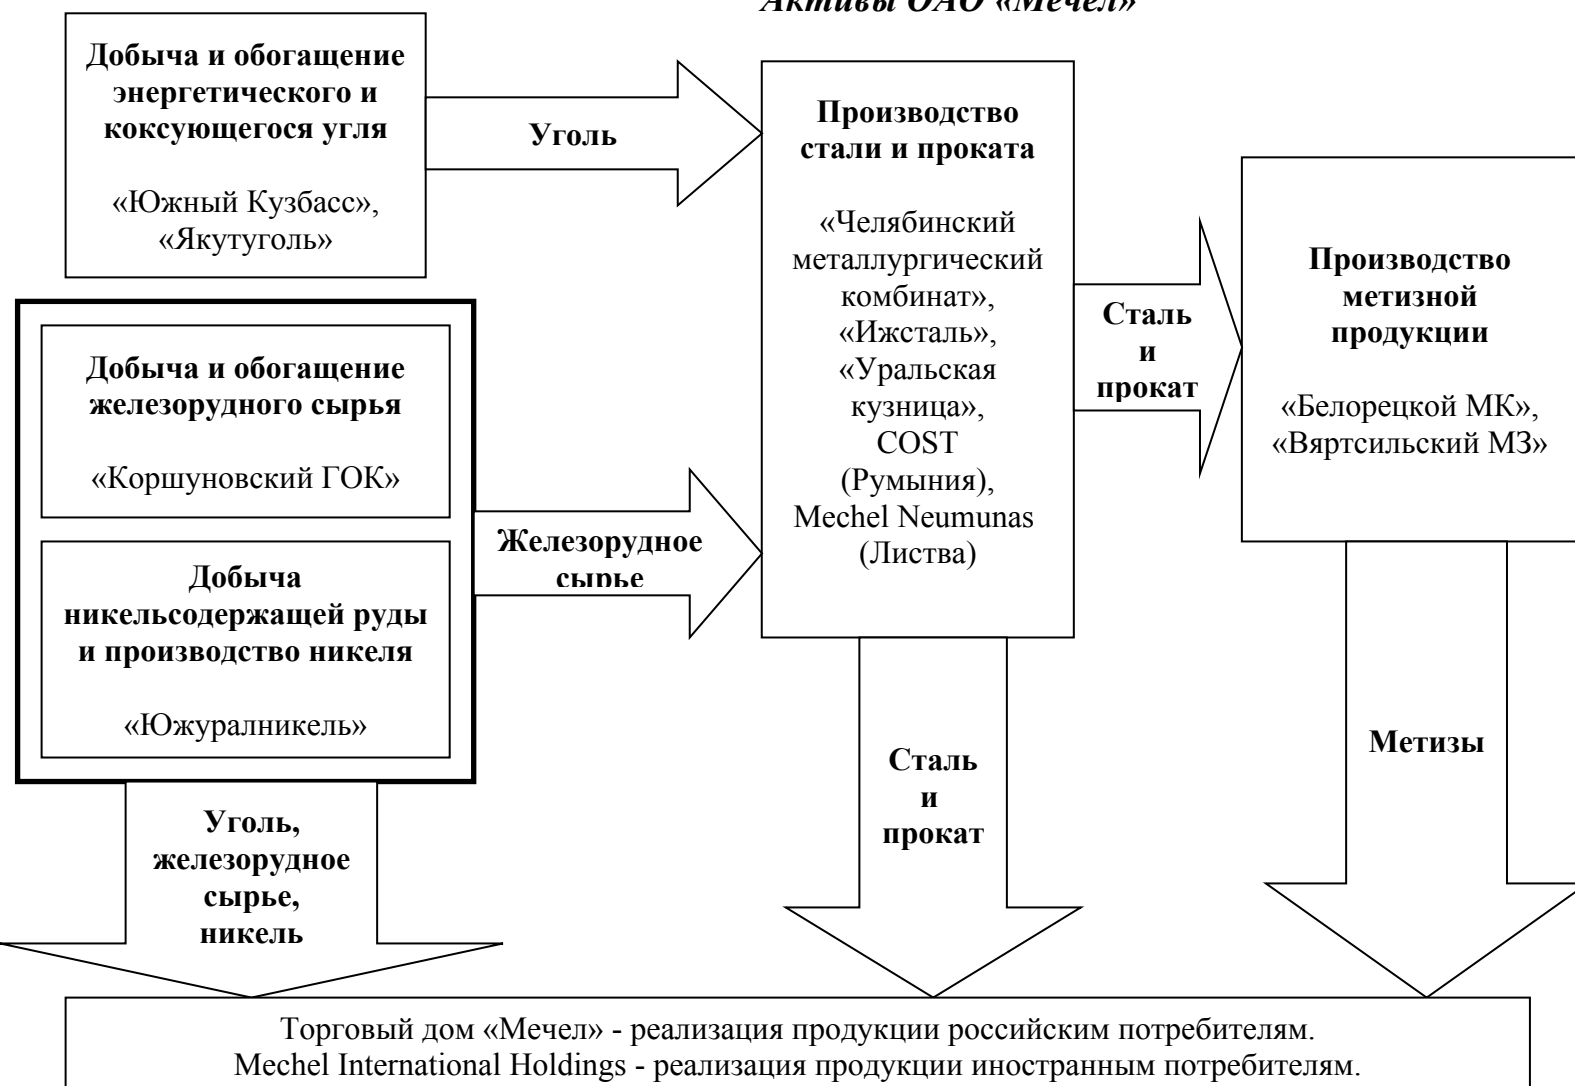 Активы ОАО «Мечел»
Добыча и обогащение
энергетического и
коксующегося угля
«Южный Кузбасс»,
«Якутуголь»
Уголь
Производство
стали и проката
«Челябинский
металлургический
комбинат»,
«Ижсталь»,
«Уральская
кузница»,
COST
(Румыния),
Mechel Neumunas
(Листва)
Сталь
и
прокат
Производство
метизной
продукции
«Белорецкой МК»,
«Вяртсильский МЗ»
Добыча и обогащение
железорудного сырья
«Коршуновский ГОК»
Добыча
никельсодержащей руды
и производство никеля
«Южуралникель»
Железорудное
сырье
Уголь,
железорудное
сырье,
никель
Сталь
и
прокат
Метизы
Торговый дом «Мечел» - реализация продукции российским потребителям.
Mechel International Holdings - реализация продукции иностранным потребителям.